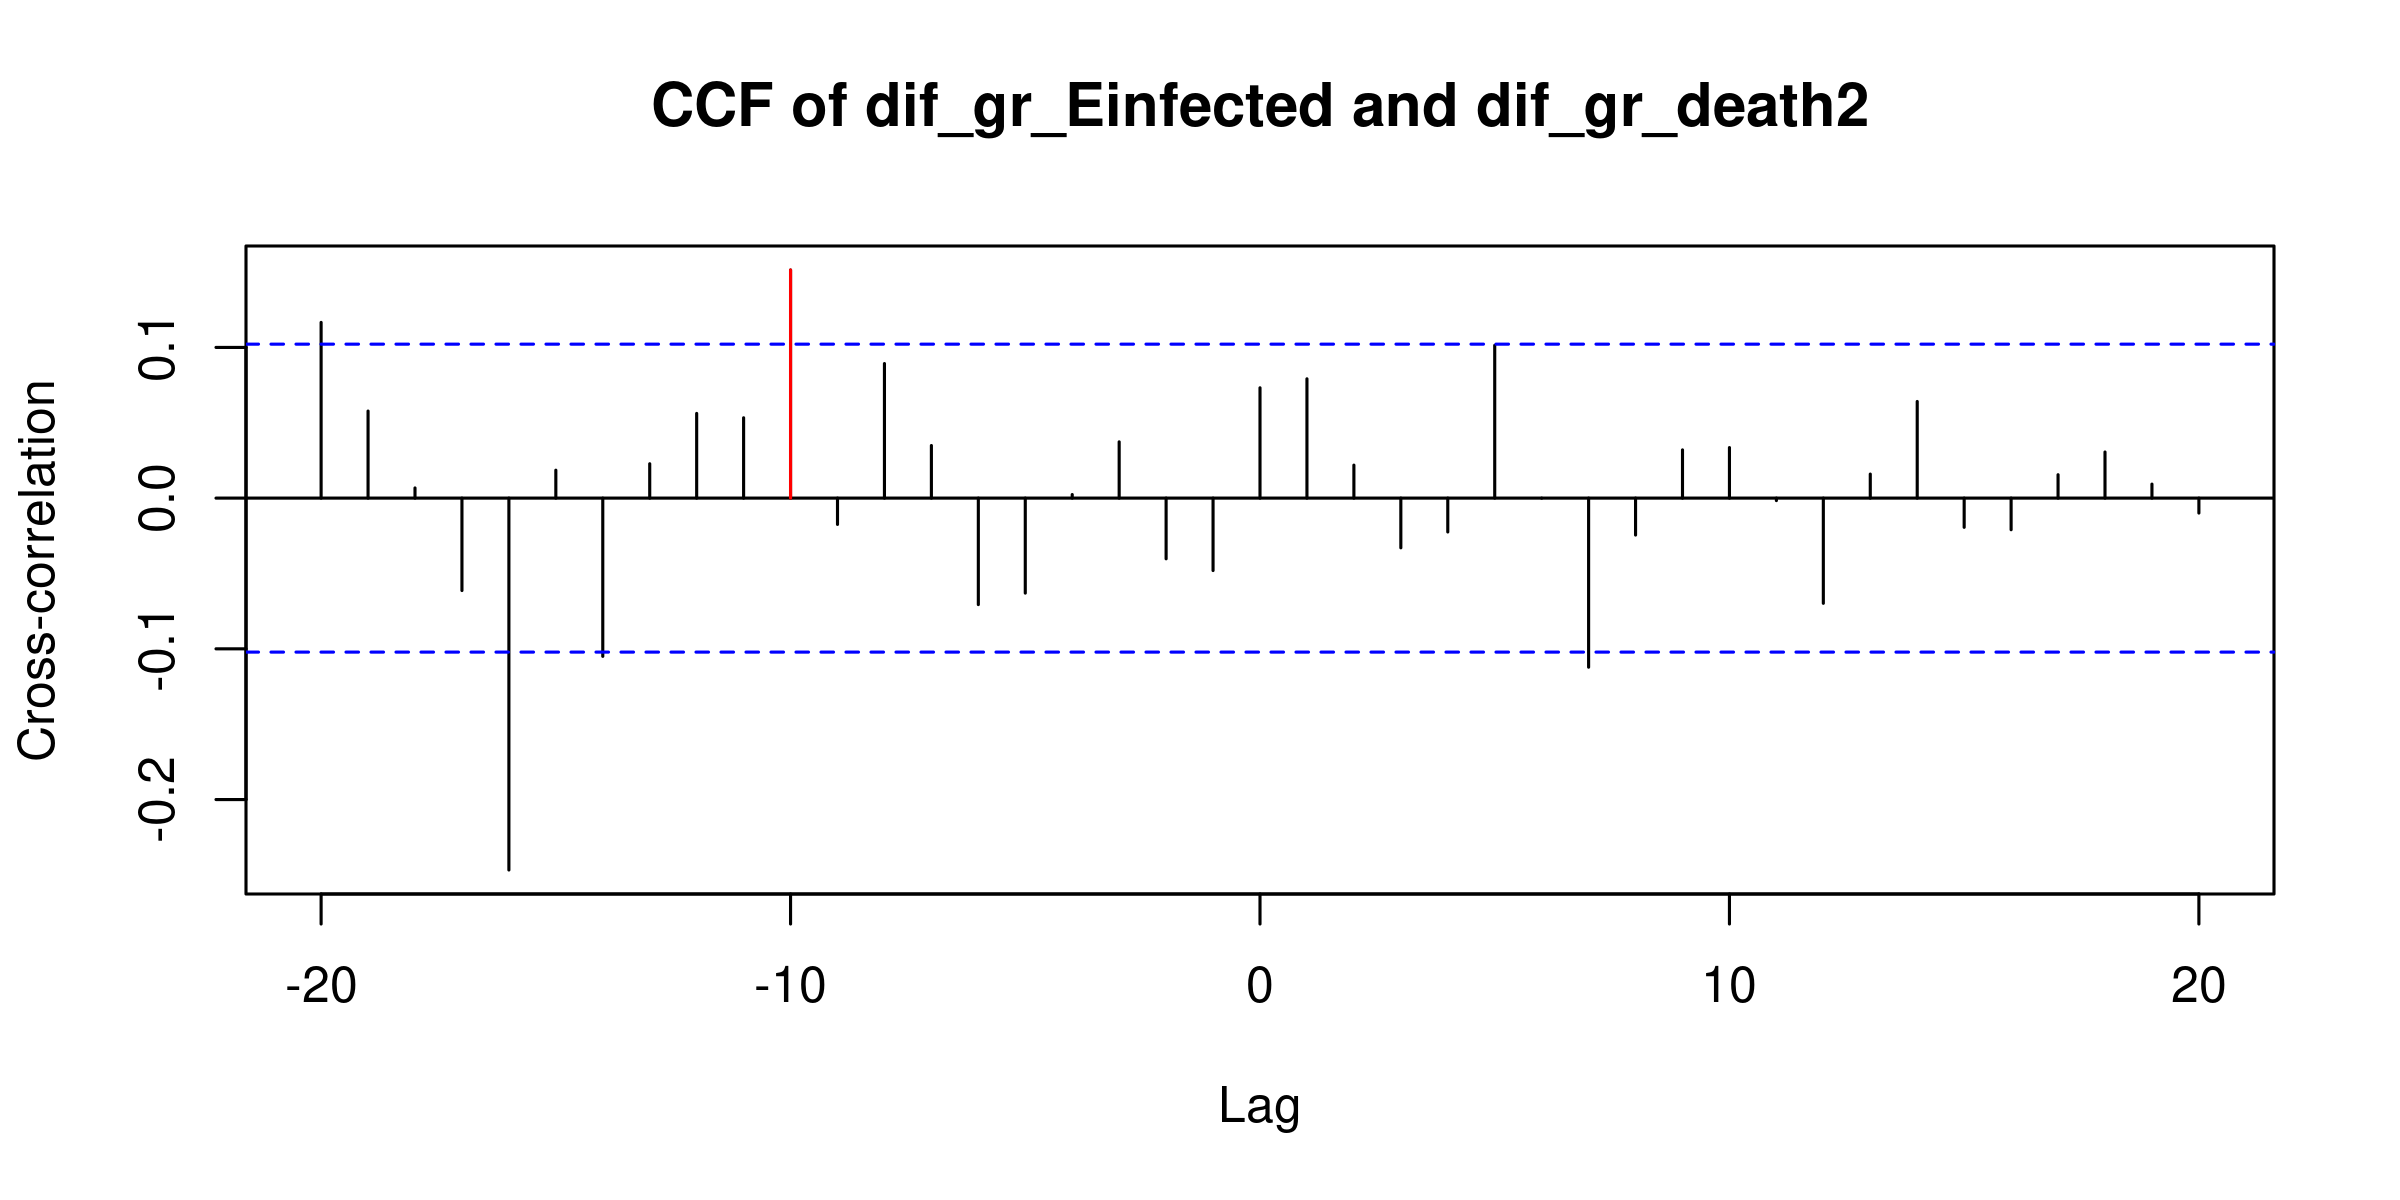 CCF of dif_gr_Einfected and dif_gr_death2
Cross-correlation
0.1
0.0
-0.1
-0.2
-20 -10 0 10 20
Lag